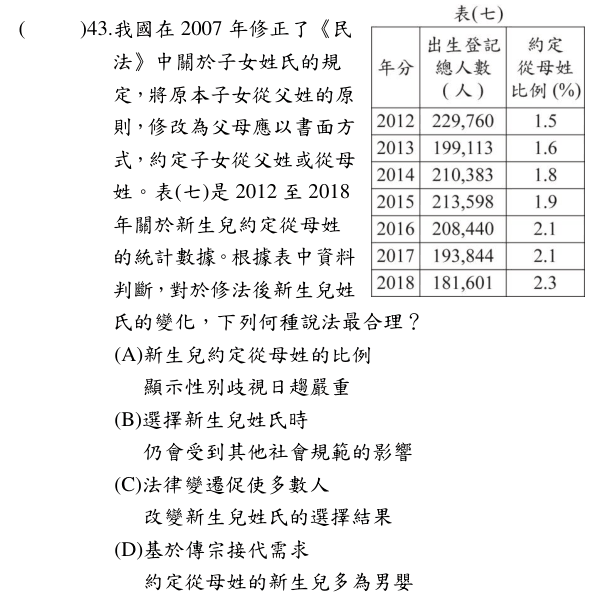 (　　)43.我國在 2007 年修正了《民
法》中關於子女姓氏的規
定，將原本子女從父姓的原
則，修改為父母應以書面方
式，約定子女從父姓或從母
姓。表(七)是 2012 至 2018
年關於新生兒約定從母姓
的統計數據。根據表中資料
判斷，對於修法後新生兒姓
氏的變化，下列何種說法最合理？
(A)新生兒約定從母姓的比例
顯示性別歧視日趨嚴重
(B)選擇新生兒姓氏時
仍會受到其他社會規範的影響
(C)法律變遷促使多數人
改變新生兒姓氏的選擇結果
(D)基於傳宗接代需求
約定從母姓的新生兒多為男嬰
表(七)
年分 出生登記總人數(人) 約定從母姓比例(%)
2012 229,760 1.5
2013 199,113 1.6
2014 210,383 1.8
2015 213,598 1.9
2016 208,440 2.1
2017 193,844 2.1
2018 181,601 2.3